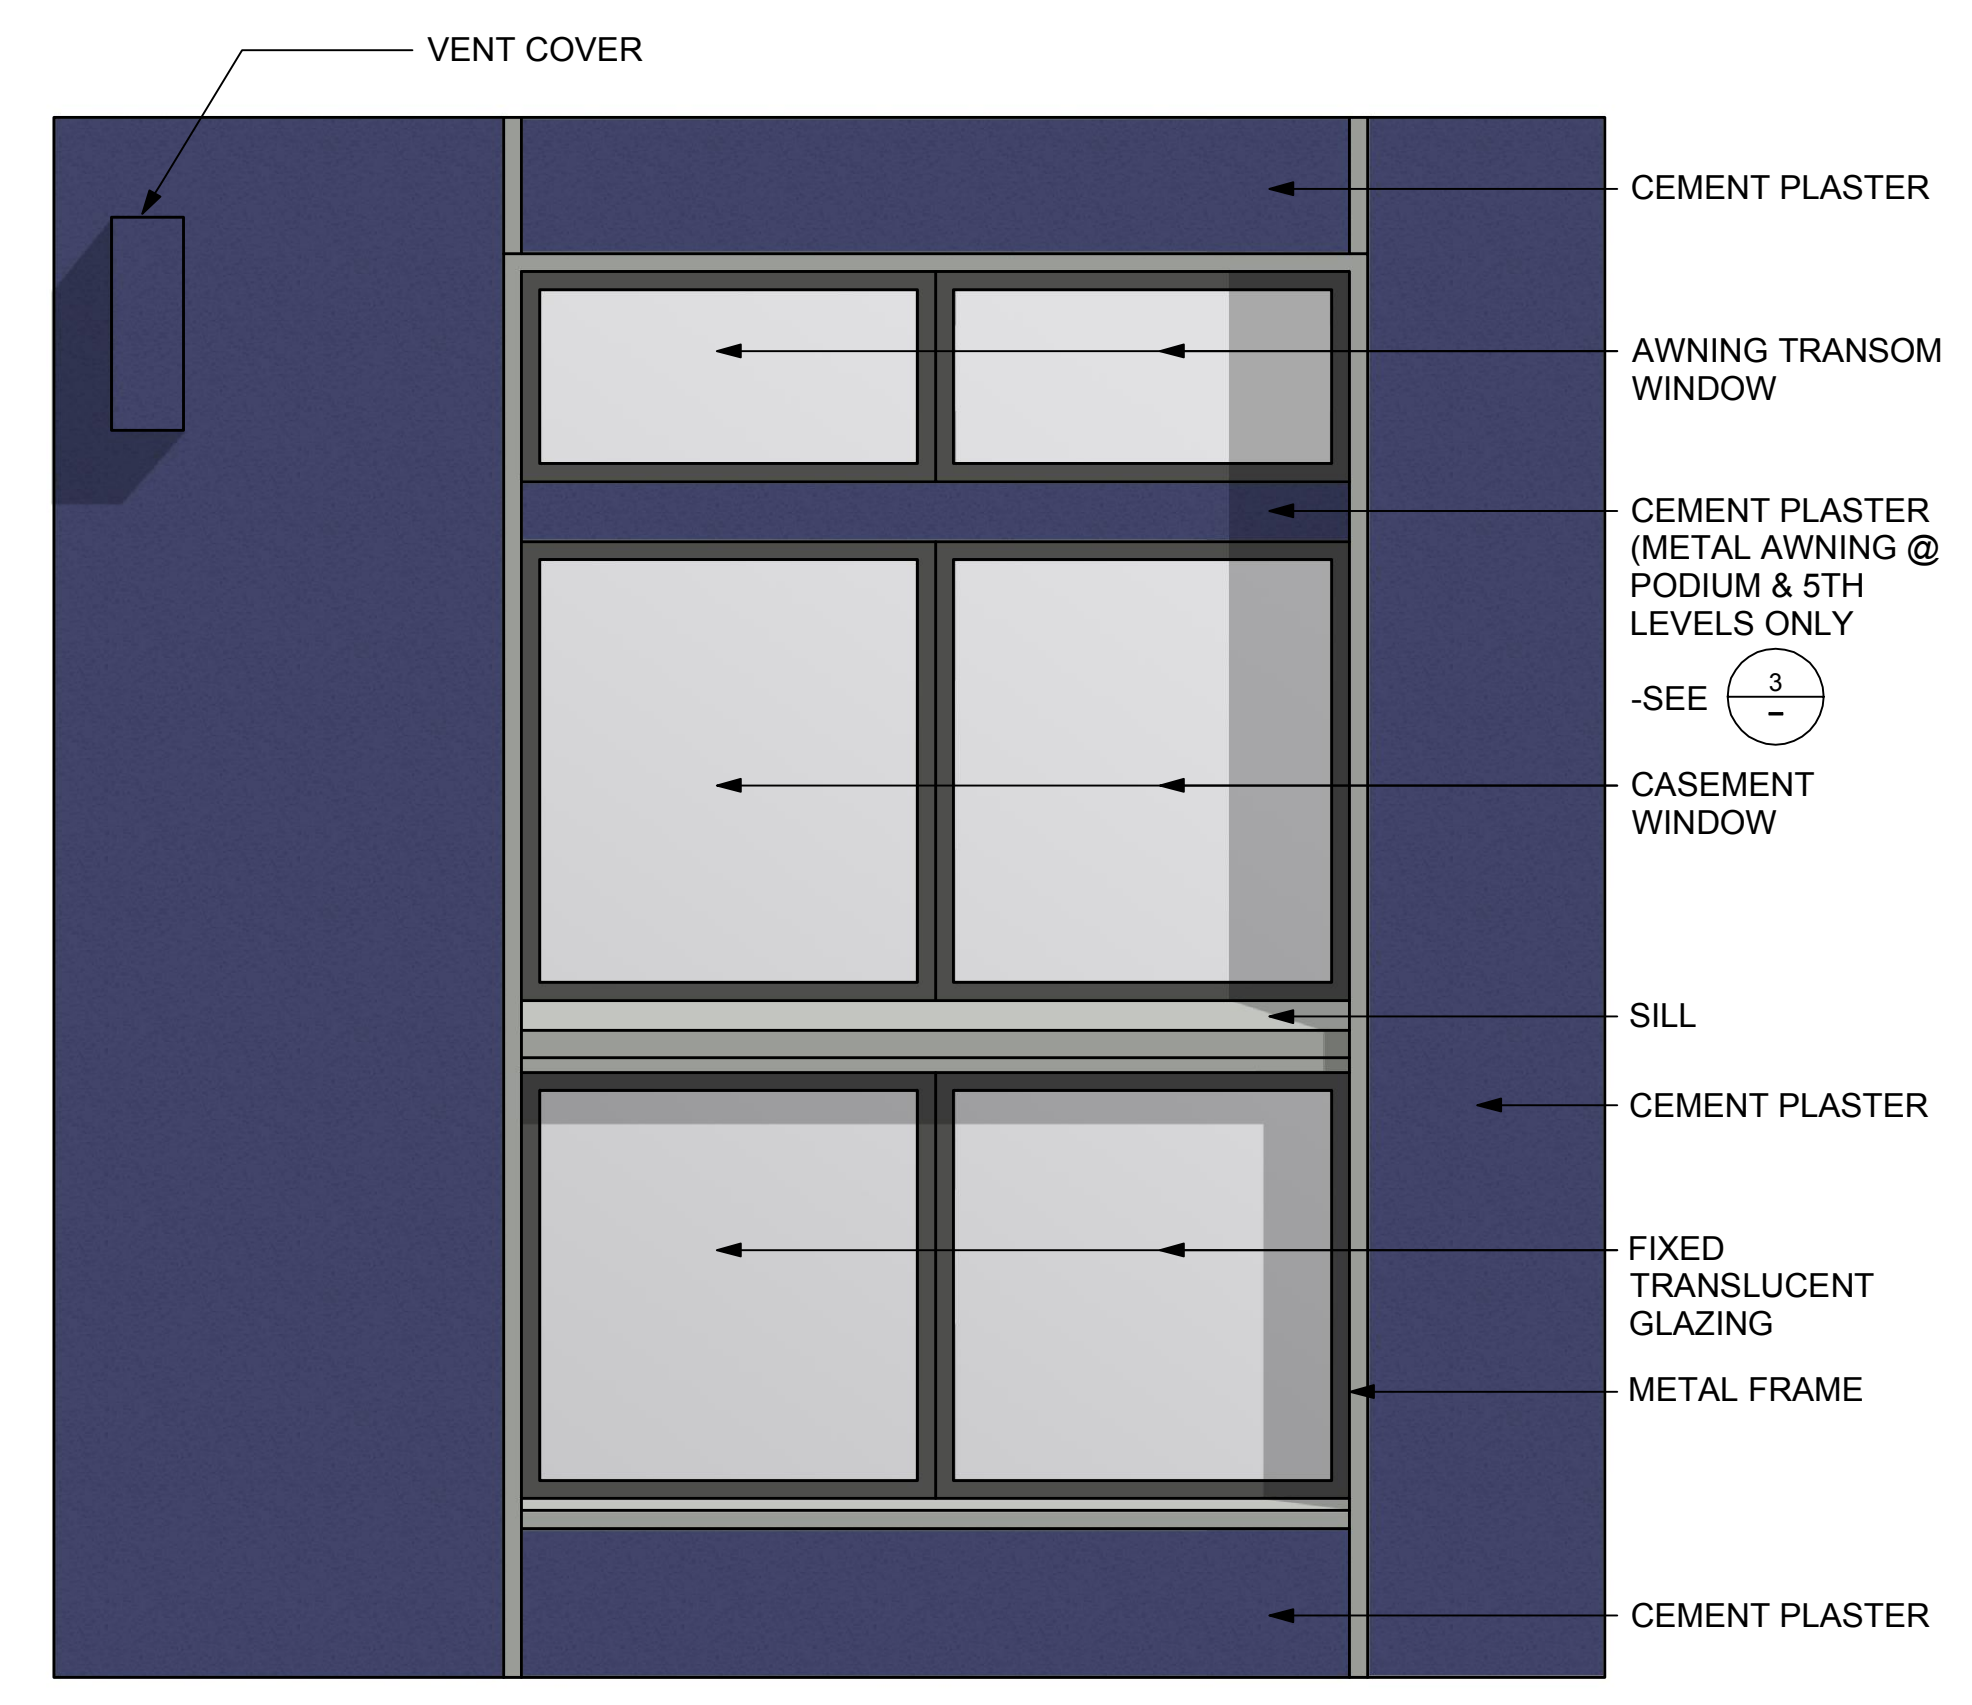 VENT COVER
CEMENT PLASTER
AWNING TRANSOM
WINDOW
CEMENT PLASTER
(METAL AWNING @
PODIUM & 5TH
LEVELS ONLY
-SEE 3
–
CASEMENT
WINDOW
SILL
CEMENT PLASTER
FIXED
TRANSLUCENT
GLAZING
METAL FRAME
CEMENT PLASTER